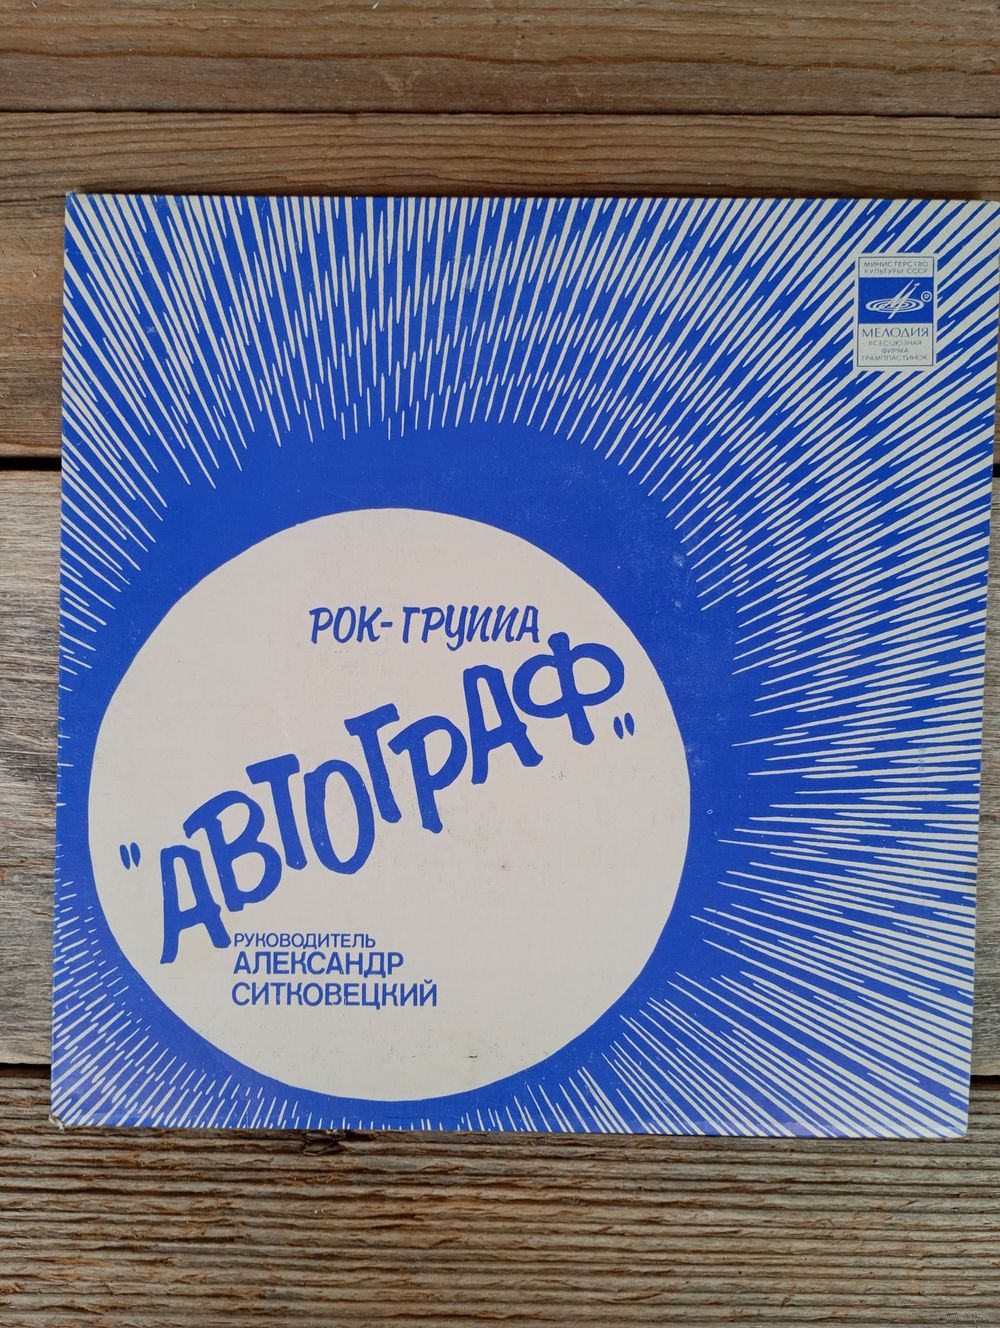 МИНИСТЕРСТВО
КУЛЬТУРЫ СССР
®
МЕЛОДИЯ
ВСЕСОЮЗНАЯ
ФИРМА
ГРАМПЛАСТИНОК
РОК-ГРУППА
"АВТОГРАФ"
РУКОВОДИТЕЛЬ
АЛЕКСАНДР
СИТКОВЕЦКИЙ